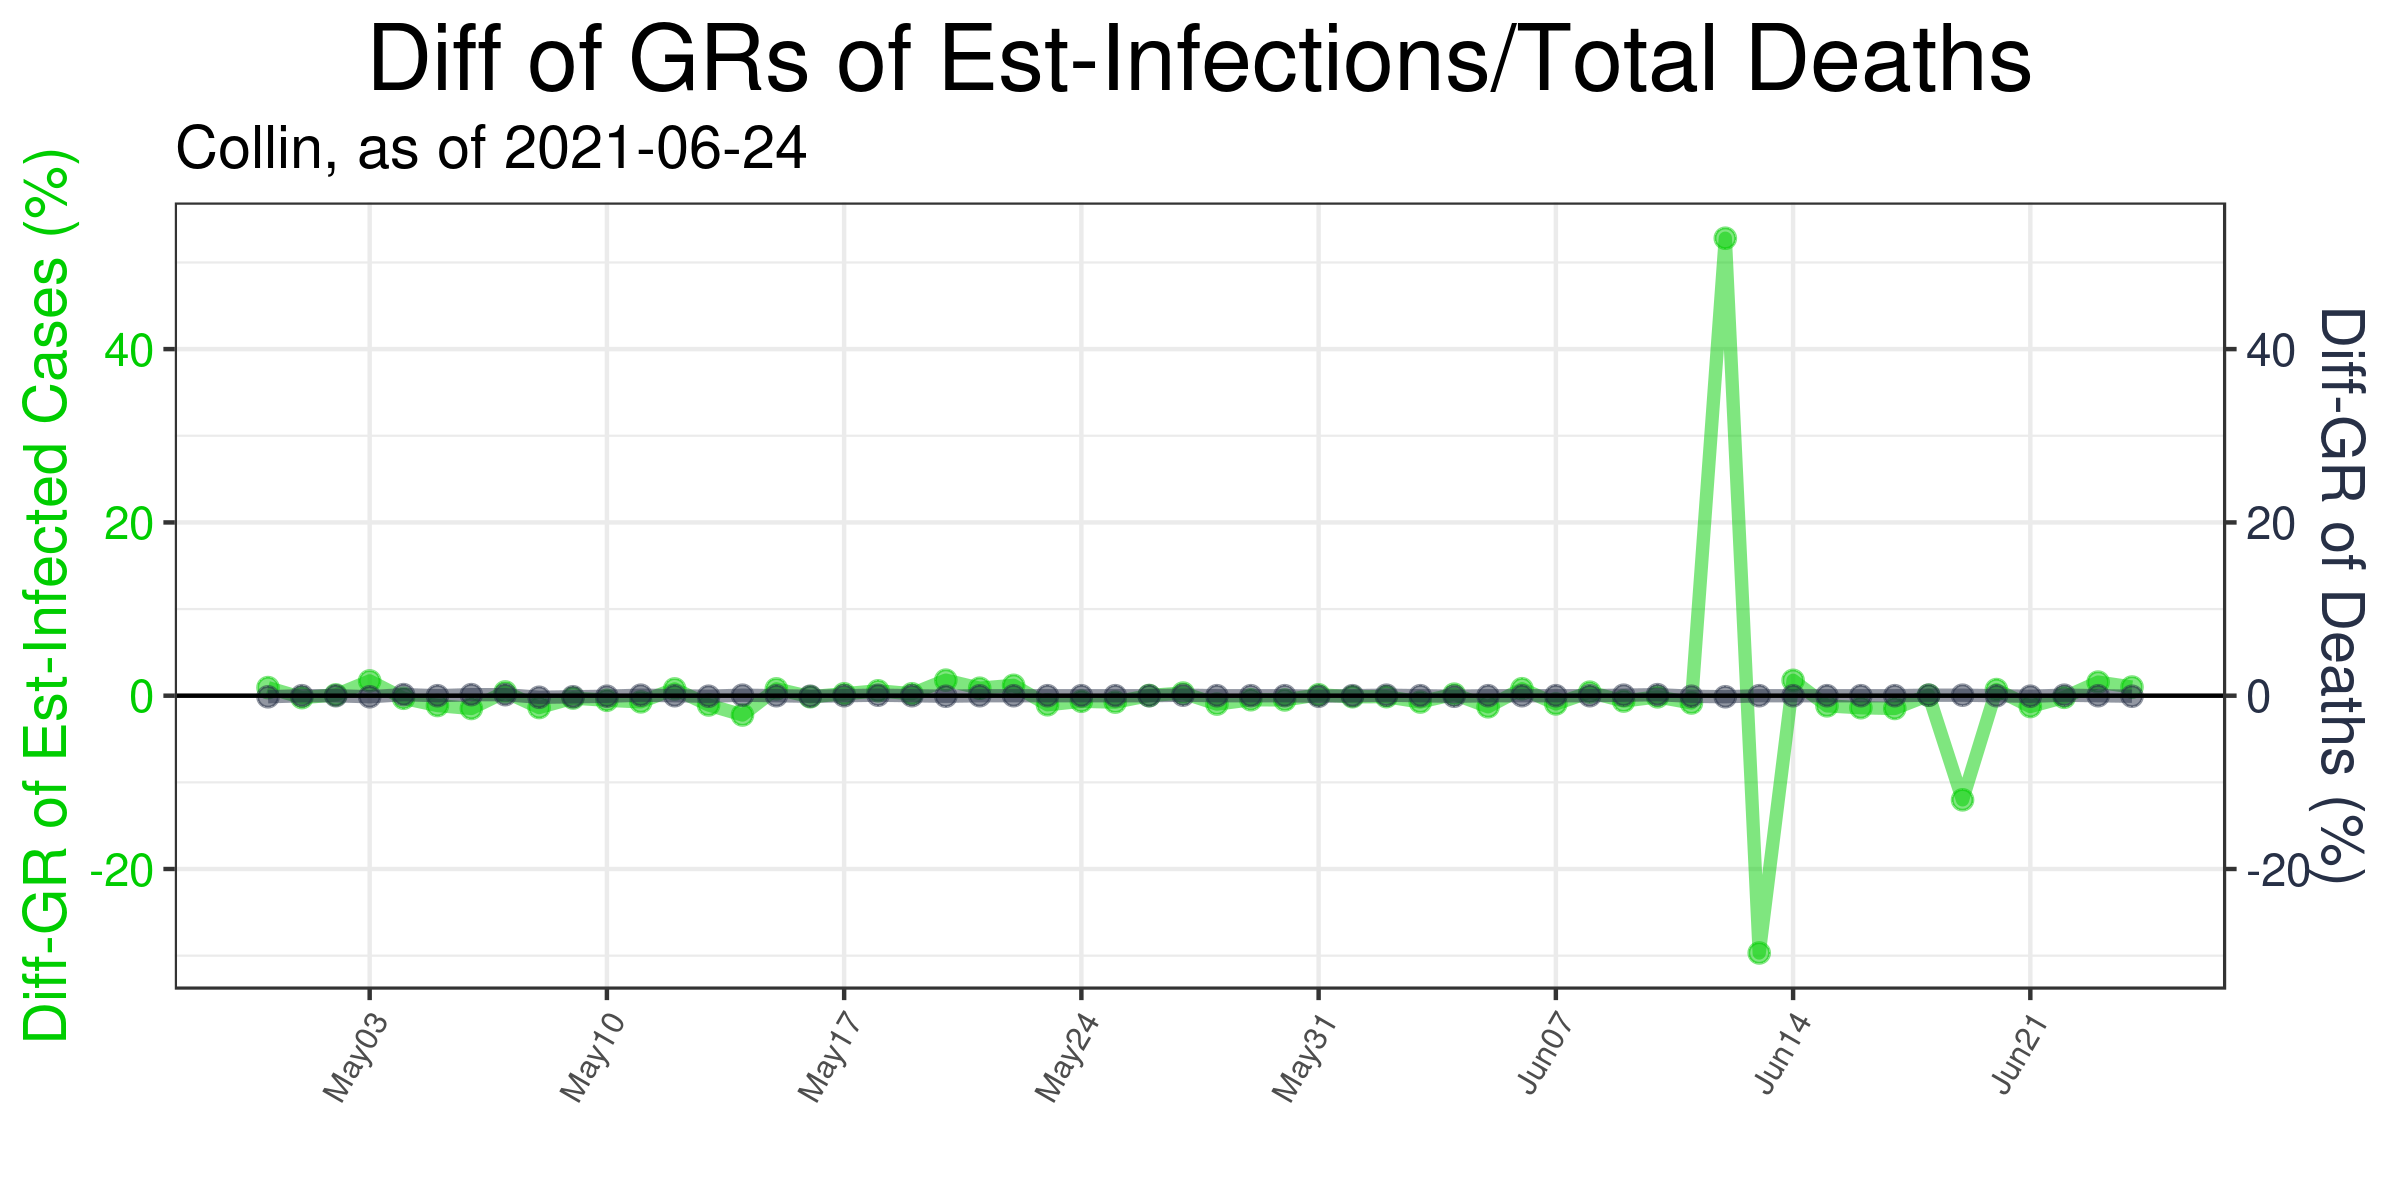 Diff of GRs of Est-Infections/Total Deaths
Collin, as of 2021-06-24
Diff-GR of Est-Infected Cases (%)
40
20
0
-20
40
20
0
-20
Diff-GR of Deaths (%)
May03
May10
May17
May24
May31
Jun07
Jun14
Jun21